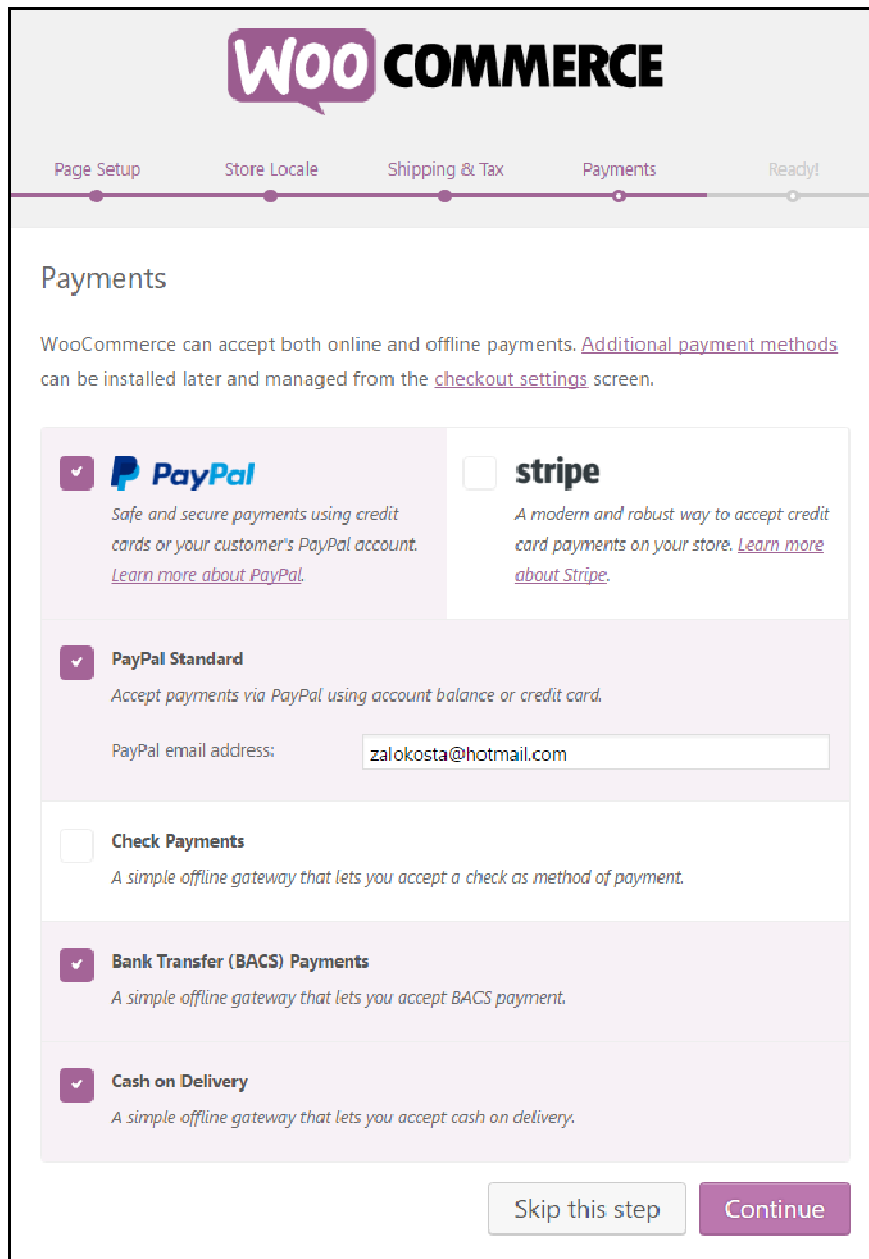 WOO COMMERCE
Page Setup Store Locale Shipping & Tax Payments Ready!
Payments
WooCommerce can accept both online and offline payments. Additional payment methods
can be installed later and managed from the checkout settings screen.
PayPal
Safe and secure payments using credit
cards or your customer's PayPal account.
Learn more about PayPal.
stripe
A modern and robust way to accept credit
card payments on your store. Learn more
about Stripe.
PayPal Standard
Accept payments via PayPal using account balance or credit card.
PayPal email address: zalokosta@hotmail.com
Check Payments
A simple offline gateway that lets you accept a check as method of payment.
Bank Transfer (BACS) Payments
A simple offline gateway that lets you accept BACS payment.
Cash on Delivery
A simple offline gateway that lets you accept cash on delivery.
Skip this step Continue